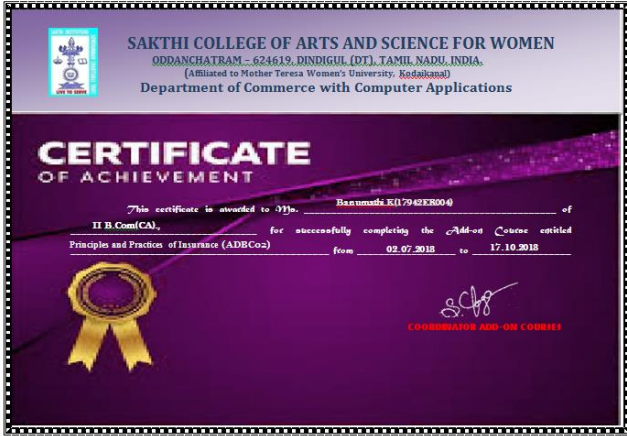 SAKTHI COLLEGE OF ARTS AND SCIENCE FOR WOMEN
ODDANCHATRAM – 624619, DINDIGUL (DT), TAMIL NADU, INDIA.
(Affiliated to Mother Teresa Women's University, Kodaikanal)
Department of Commerce with Computer Applications
LIVE TO SERVE
CERTIFICATE
OF ACHIEVEMENT
This certificate is awarded to Ms. Banumathi.K(17942ER004) of
II B.Com(CA)., for successfully completing the Add-on Course entitled
Principles and Practices of Insurance (ADBC02) from 02.07.2018 to 17.10.2018
COORDINATOR ADD-ON COURSES